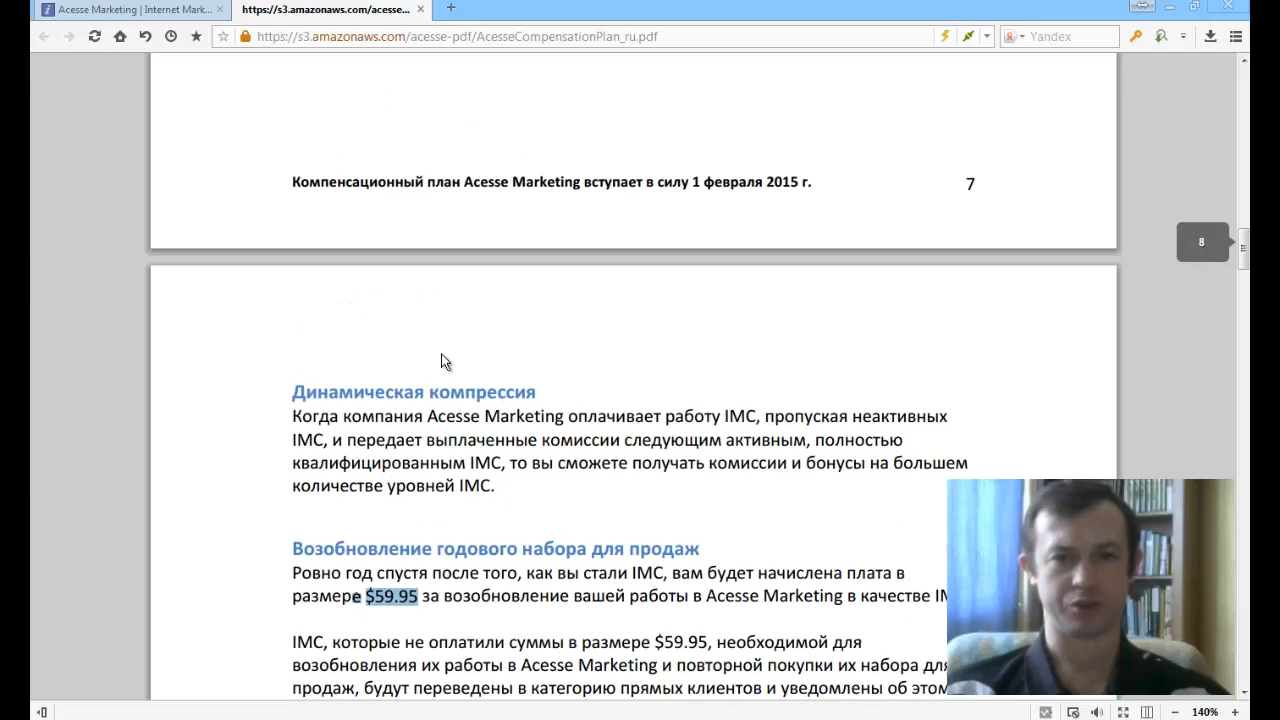 Acesse Marketing | Internet Mark...
https://s3.amazonaws.com/acesse...
https://s3.amazonaws.com/acesse-pdf/AcesseCompensationPlan_ru.pdf
Yandex
Компенсационный план Acesse Marketing вступает в силу 1 февраля 2015 г.
7
8
Динамическая компрессия
Когда компания Acesse Marketing оплачивает работу IMC, пропуская неактивных
IMC, и передает выплаченные комиссии следующим активным, полностью
квалифицированным IMC, то вы сможете получать комиссии и бонусы на большем
количестве уровней IMC.
Возобновление годового набора для продаж
Ровно год спустя после того, как вы стали IMC, вам будет начислена плата в
размере $59.95 за возобновление вашей работы в Acesse Marketing в качестве
IMC, которые не оплатили суммы в размере $59.95, необходимой для
возобновления их работы в Acesse Marketing и повторной покупки их набора для
продаж, будут переведены в категорию прямых клиентов и уведомлены об этом
140%